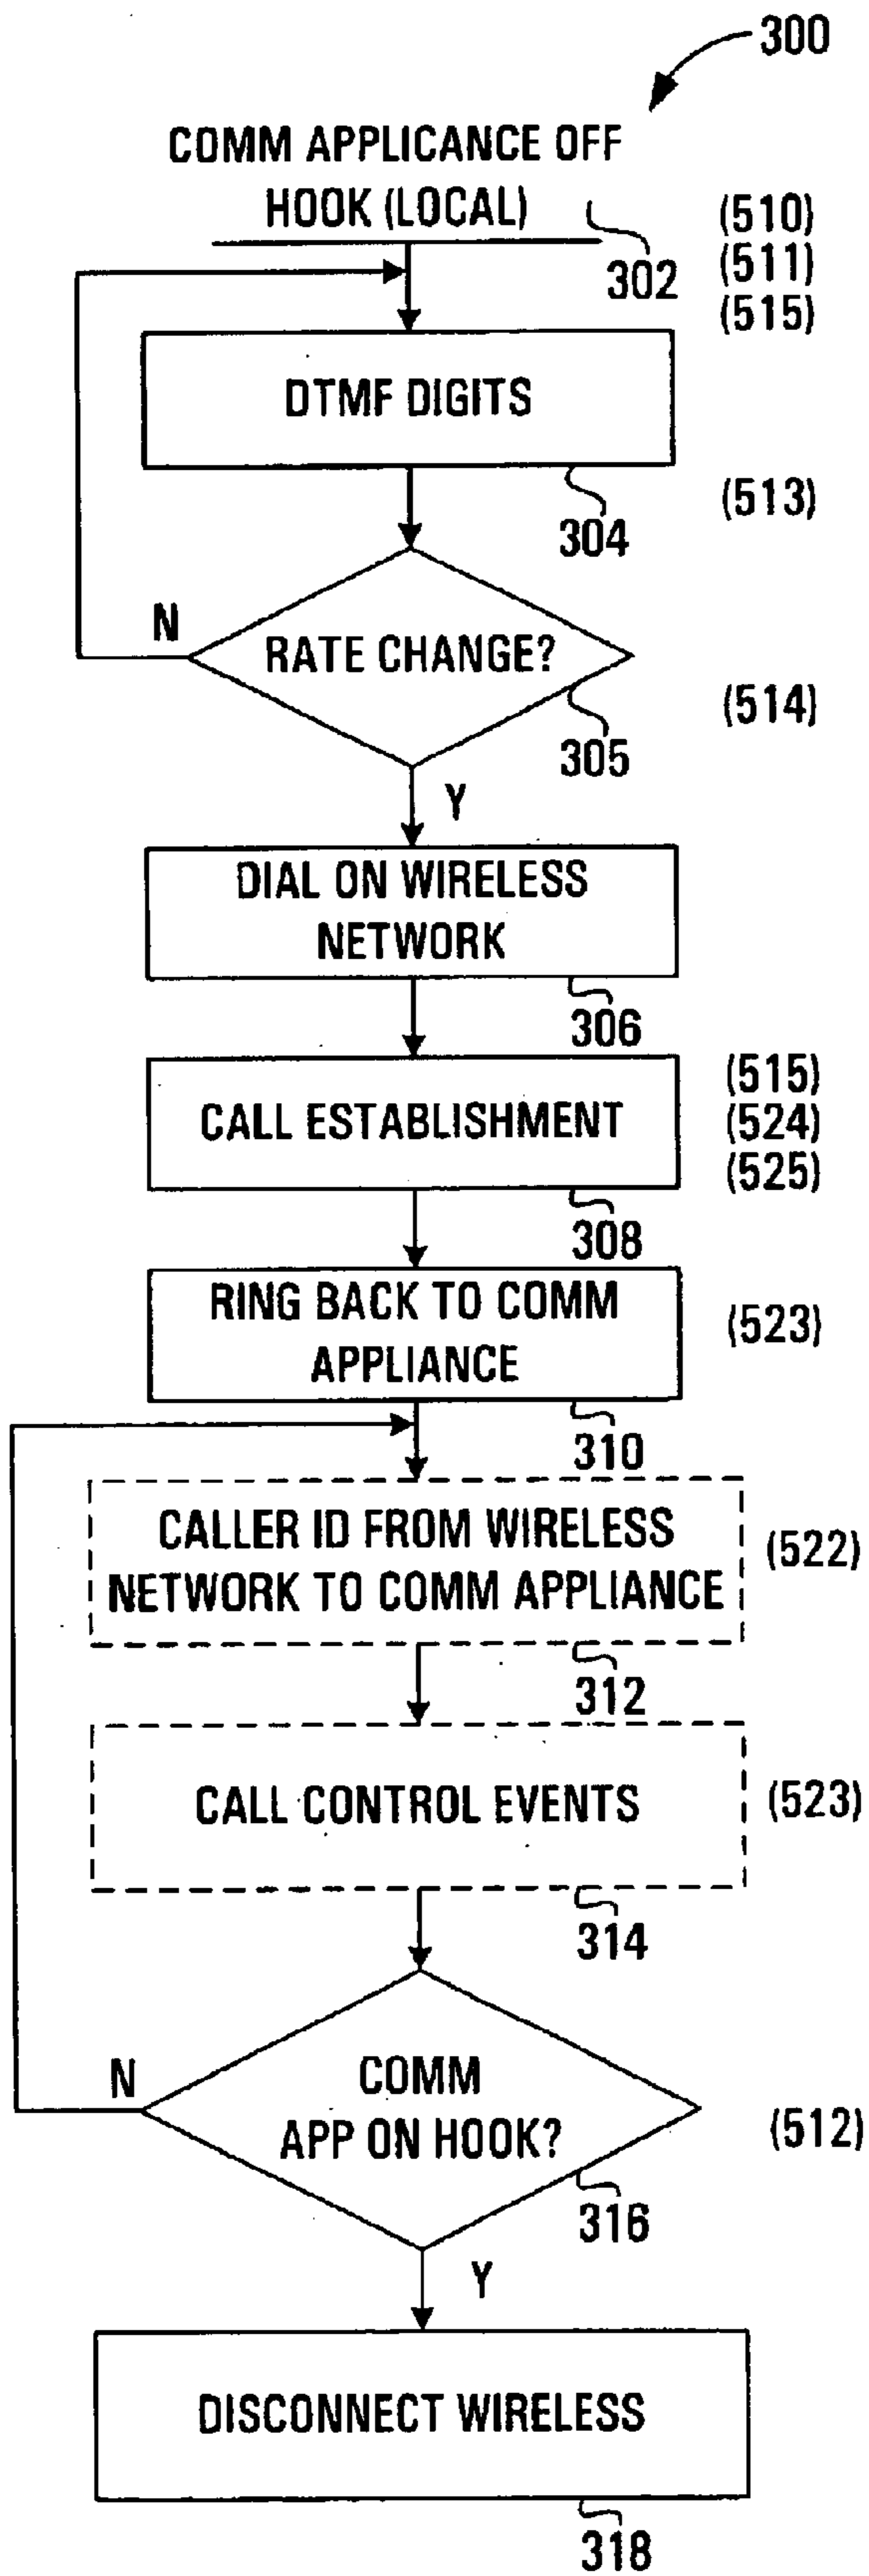 300
COMM APPLICANCE OFF
HOOK (LOCAL)
302
(510)
(511)
(515)
DTMF DIGITS
304
(513)
N
RATE CHANGE?
305
(514)
Y
DIAL ON WIRELESS
NETWORK
306
CALL ESTABLISHMENT
308
(515)
(524)
(525)
RING BACK TO COMM
APPLIANCE
310
(523)
CALLER ID FROM WIRELESS
NETWORK TO COMM APPLIANCE
312
(522)
CALL CONTROL EVENTS
314
(523)
N
COMM
APP ON HOOK?
316
(512)
Y
DISCONNECT WIRELESS
318